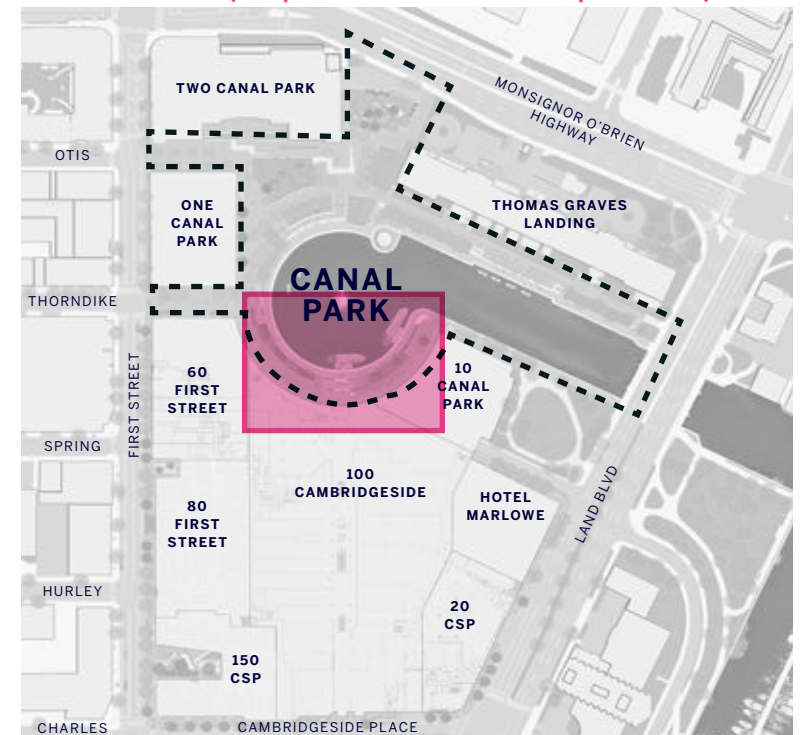 TWO CANAL PARK
MONSIGNOR O'BRIEN
HIGHWAY
OTIS
ONE
CANAL
PARK
THOMAS GRAVES
LANDING
CANAL
PARK
THORNDIKE
60
FIRST
STREET
10
CANAL
PARK
FIRST STREET
SPRING
100
CAMBRIDGESIDE
HOTEL
MARLOWE
LAND BLVD
80
FIRST
STREET
HURLEY
20
CSP
150
CSP
CHARLES
CAMBRIDGESIDE PLACE